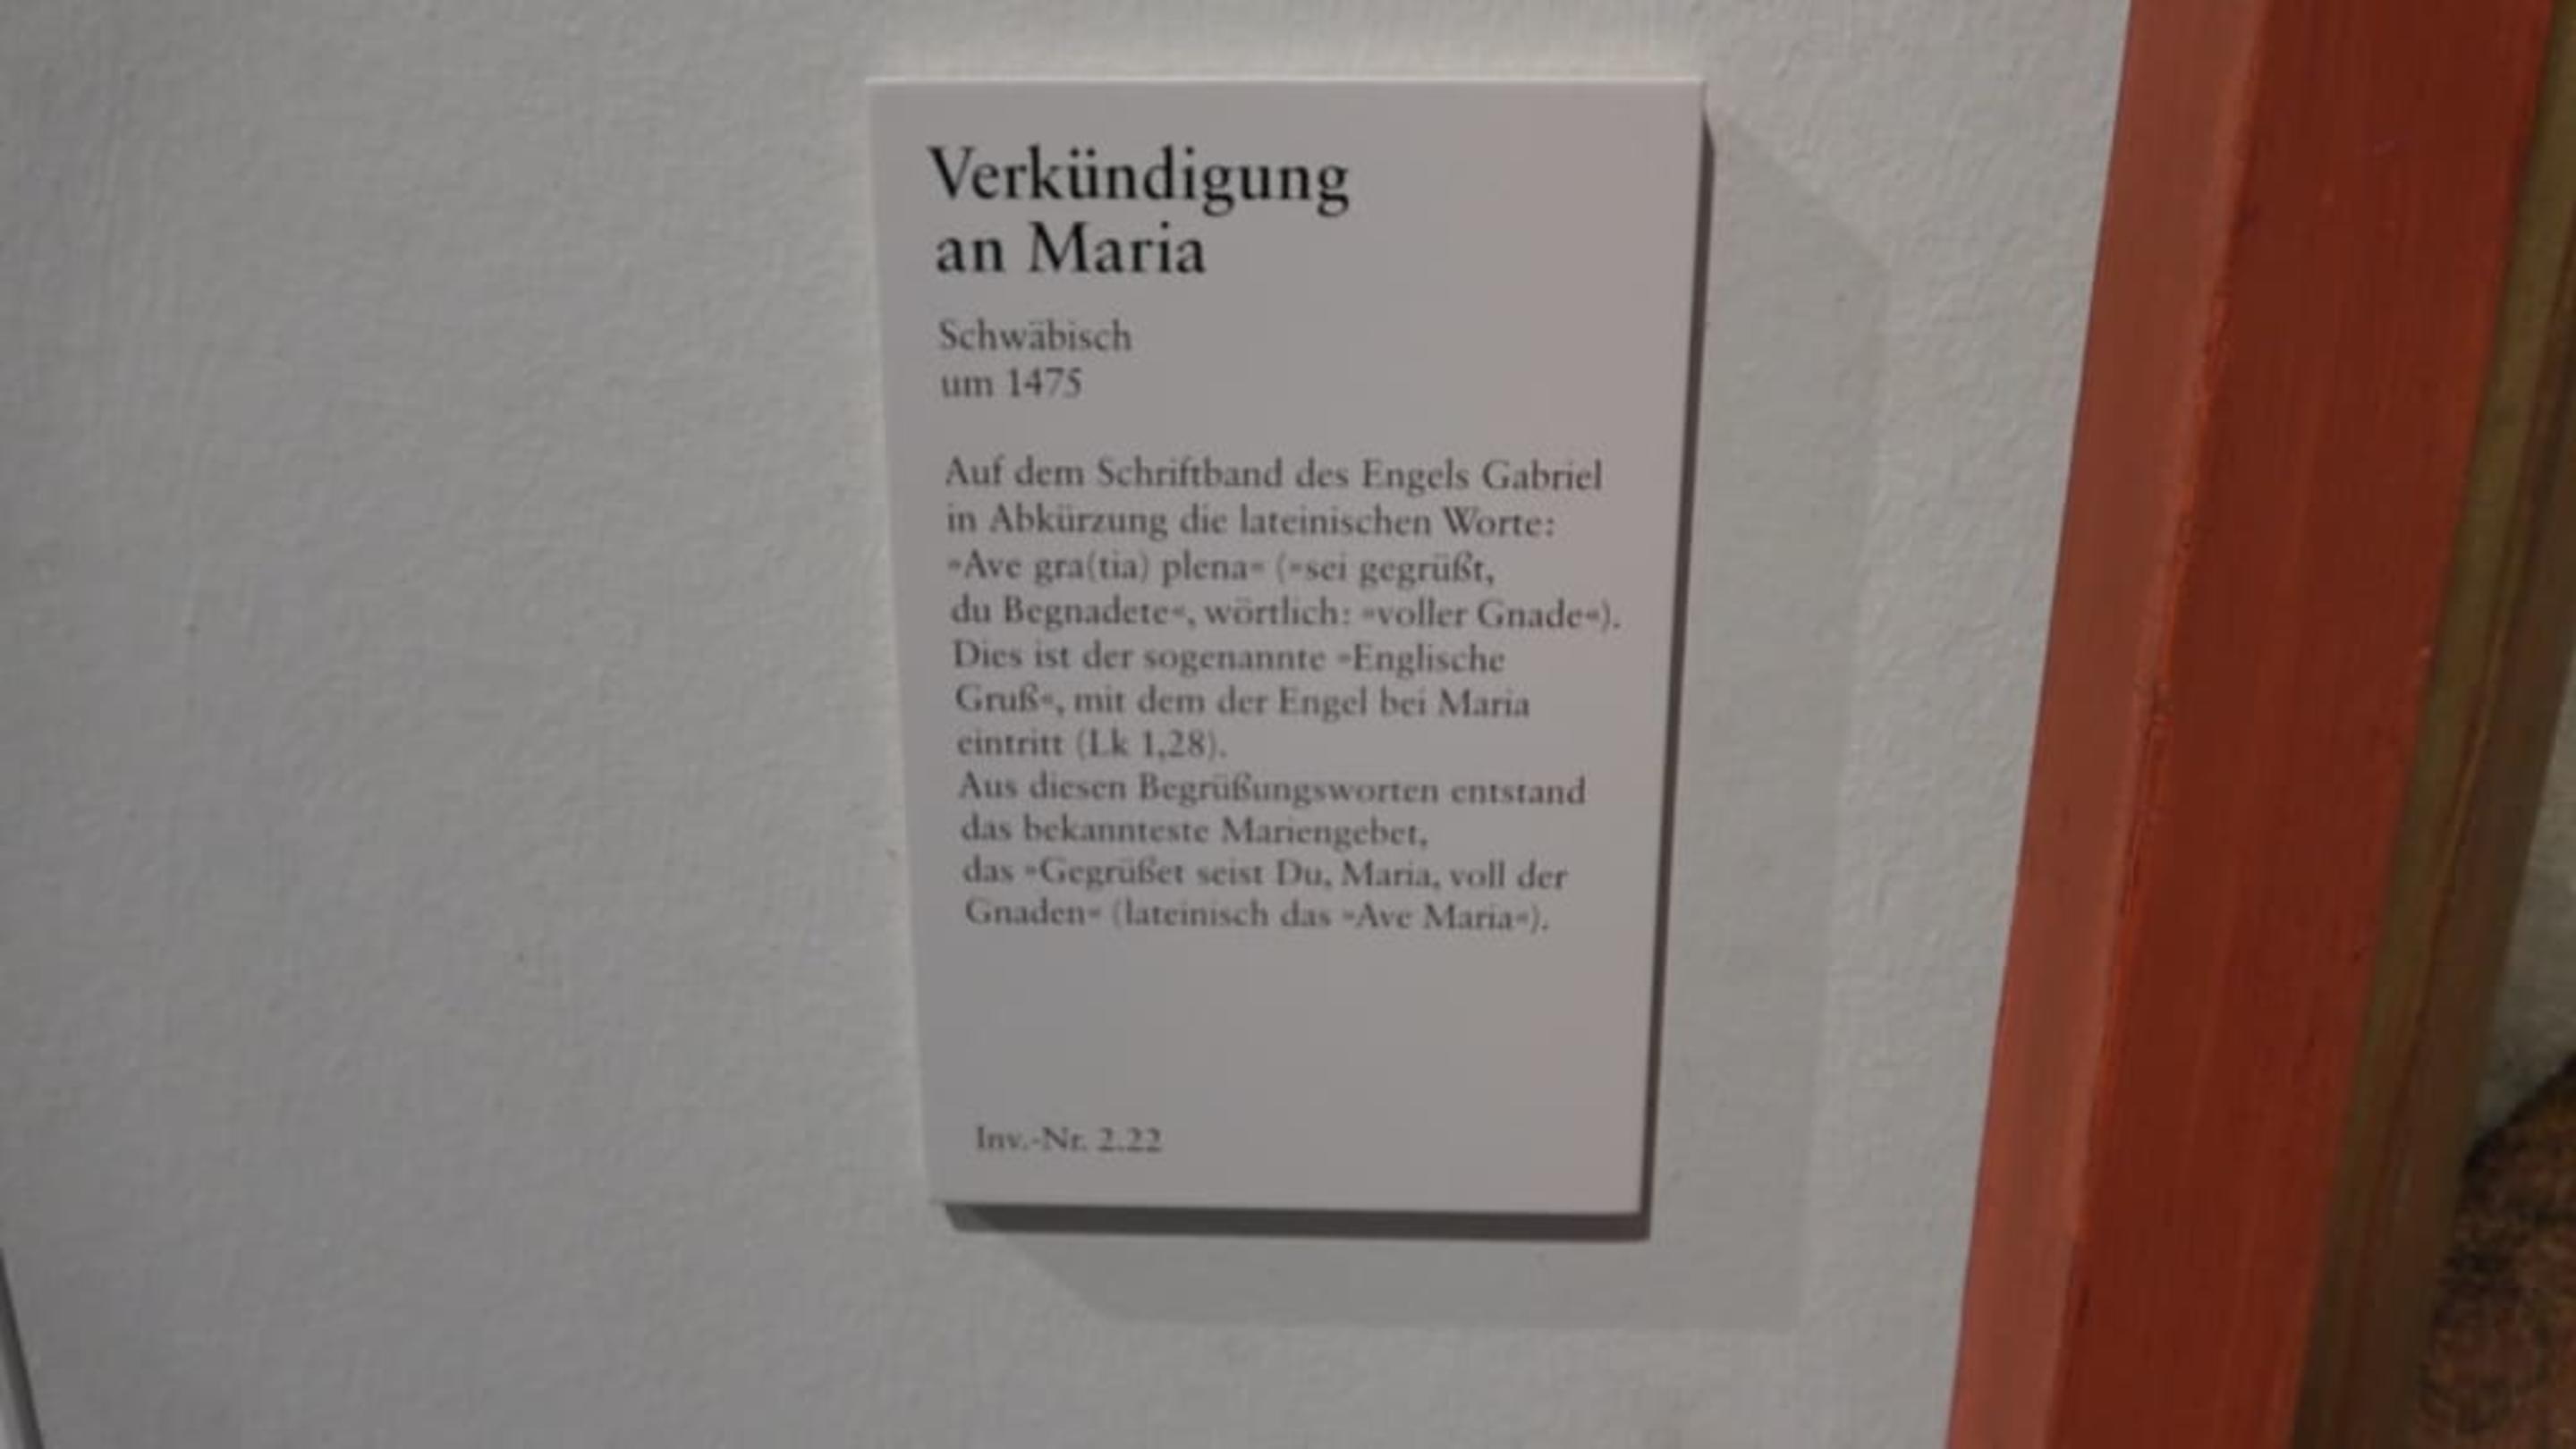 Verkündigung
an Maria
Schwäbisch
um 1475
Auf dem Schriftband des Engels Gabriel
in Abkürzung die lateinischen Worte:
»Ave gra(tia) plena« (»sei gegrüßt,
du Begnadete«, wörtlich: »voller Gnade«).
Dies ist der sogenannte »Englische
Gruß«, mit dem der Engel bei Maria
eintritt (Lk 1,28).
Aus diesen Begrüßungsworten entstand
das bekannteste Mariengebet,
das »Gegrüßet seist Du, Maria, voll der
Gnaden« (lateinisch das »Ave Maria«).
Inv.-Nr. 2.22